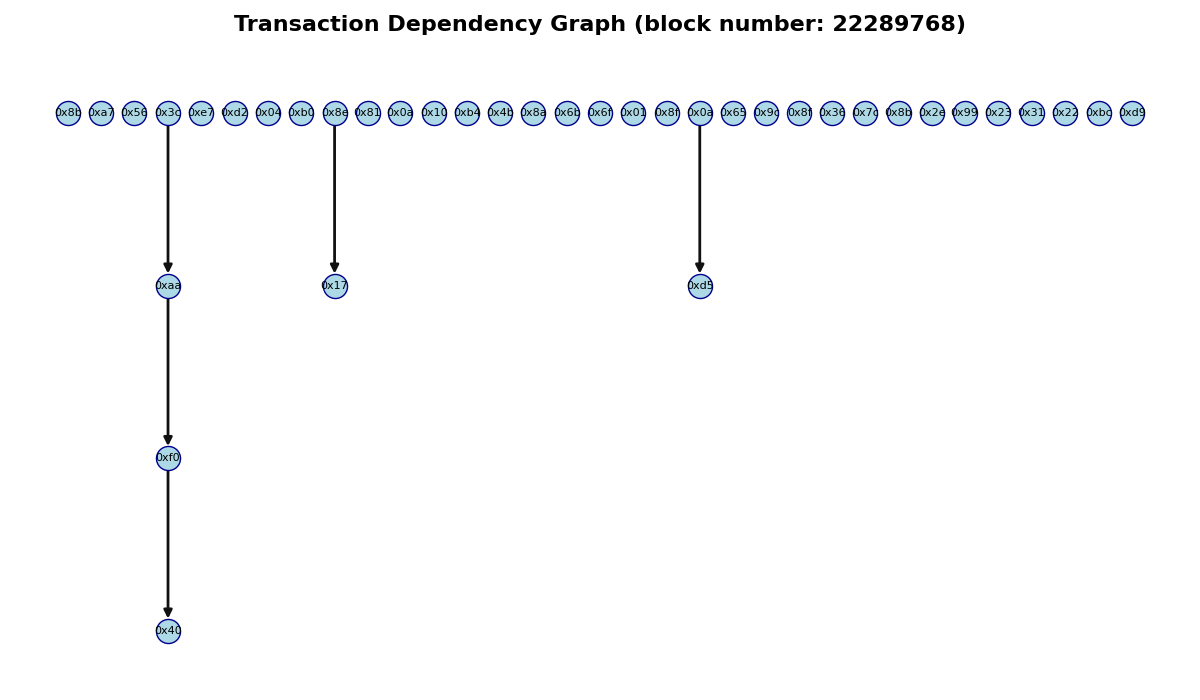 Transaction Dependency Graph (block number: 22289768)
0x8b 0xa7 0x56 0x3c 0xe7 0xd2 0x04 0xb0 0x8e 0x81 0x0a 0x10 0xb4 0x4b 0x8a 0x6b 0x6f 0x01 0x8f 0x0a 0x65 0x9c 0x8f 0x36 0x7c 0x8b 0x2e 0x99 0x23 0x31 0x22 0xbc 0xd9
0xaa 0x17 0xd5
0xf0
0x40